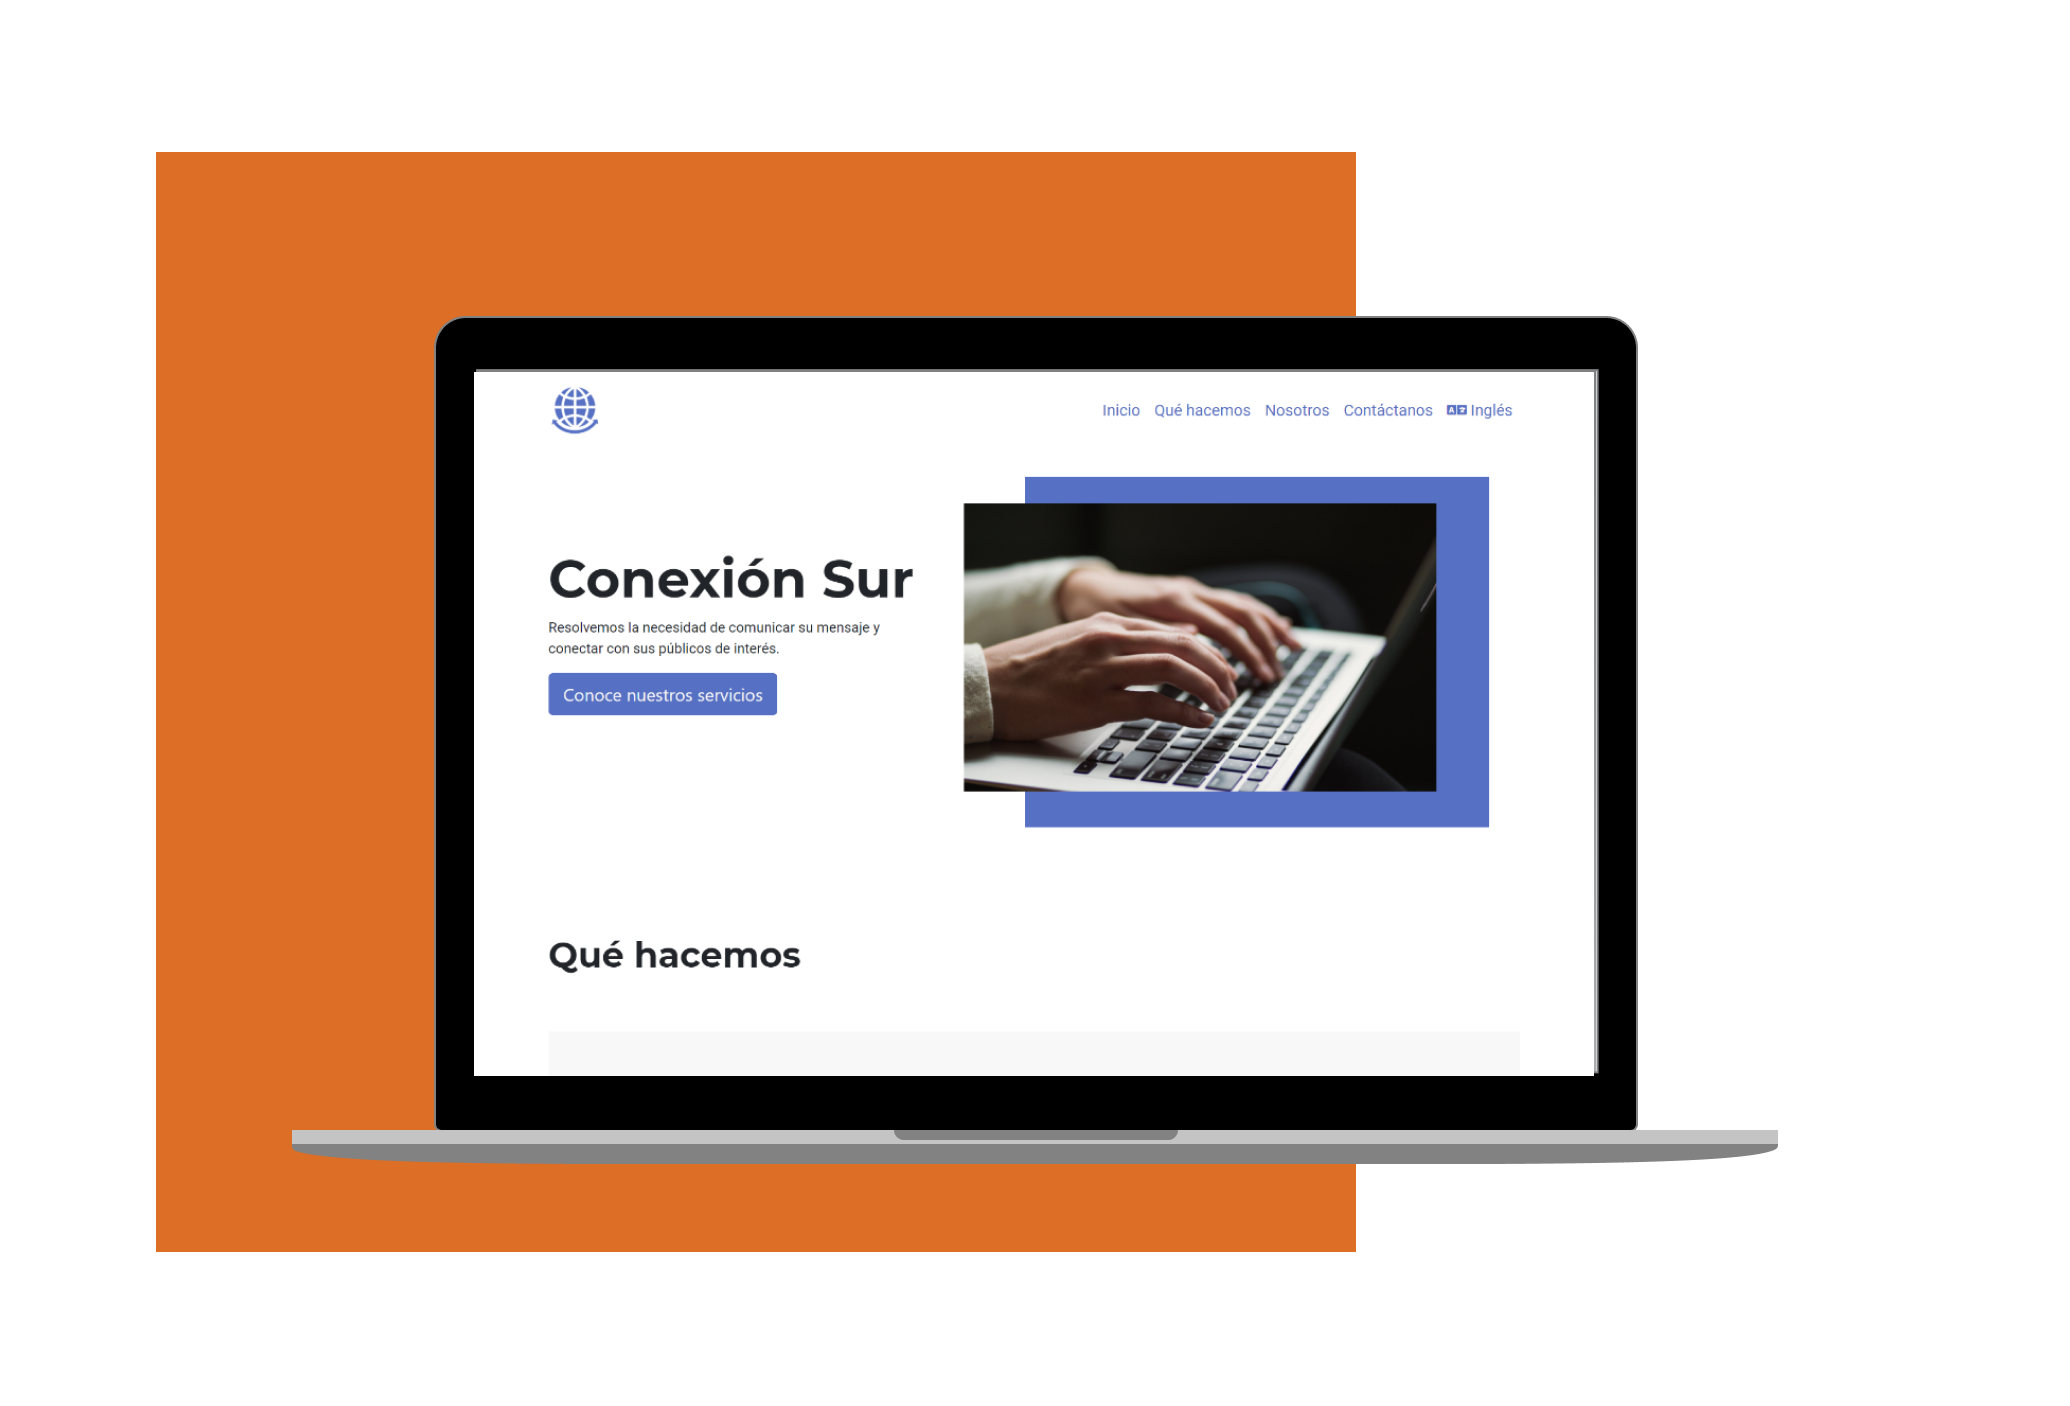 Inicio Qué hacemos Nosotros Contáctanos Inglés
Conexión Sur
Resolvemos la necesidad de comunicar su mensaje y
conectar con sus públicos de interés.
Conoce nuestros servicios
Qué hacemos